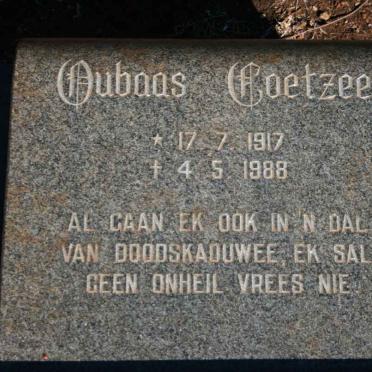 Oubaas Coetzee
* 17 7 1917
† 4 5 1988
AL GAAN EK OOK IN 'N DAL
VAN DOODSKADUWEE, EK SAL
GEEN ONHEIL VREES NIE